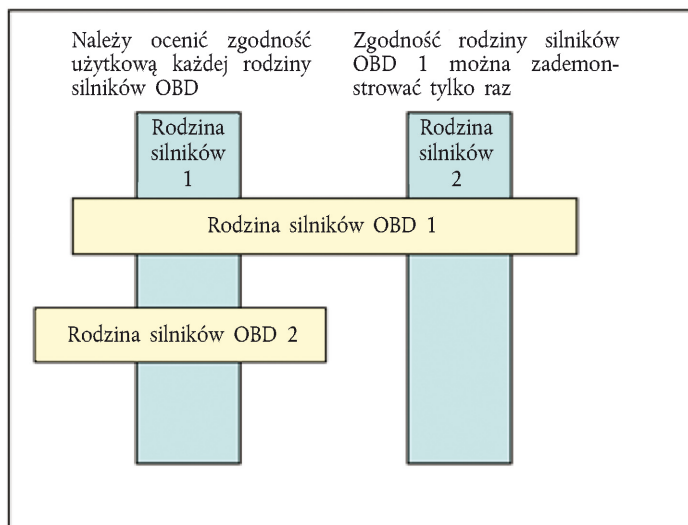 Należy ocenić zgodność
użytkową każdej rodziny
silników OBD
Zgodność rodziny silników
OBD 1 można zademon-
strować tylko raz
Rodzina
silników
1
Rodzina
silników
2
Rodzina silników OBD 1
Rodzina silników OBD 2